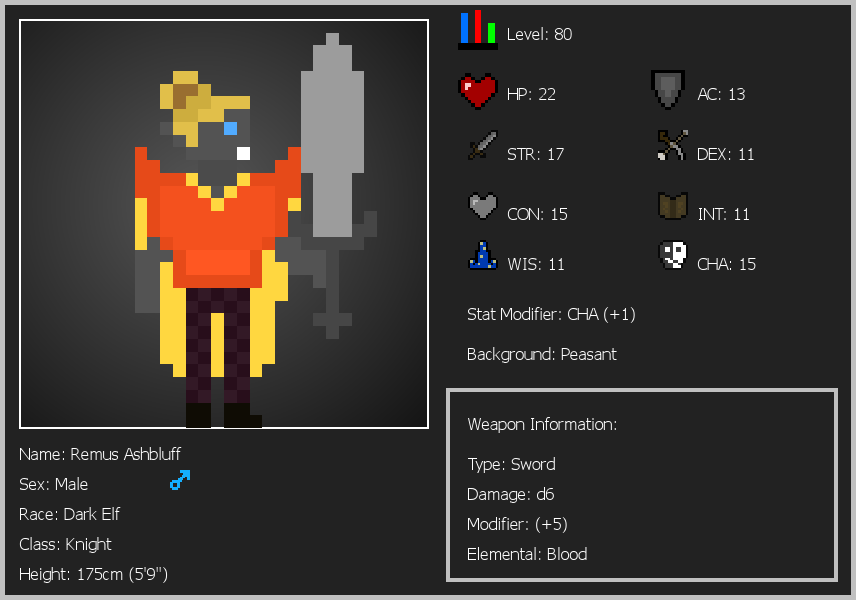 Level: 80
HP: 22
AC: 13
STR: 17
DEX: 11
CON: 15
INT: 11
WIS: 11
CHA: 15
Stat Modifier: CHA (+1)
Background: Peasant
Weapon Information:
Type: Sword
Damage: d6
Modifier: (+5)
Elemental: Blood
Name: Remus Ashbluff
Sex: Male
Race: Dark Elf
Class: Knight
Height: 175cm (5'9")